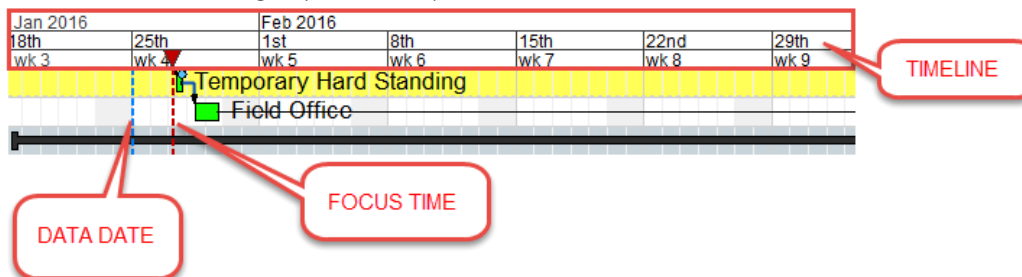 Jan 2016 Feb 2016
18th 25th 1st 8th 15th 22nd 29th
wk 3 wk 4 wk 5 wk 6 wk 7 wk 8 wk 9
TIMELINE
Temporary Hard Standing
Field Office
FOCUS TIME
DATA DATE